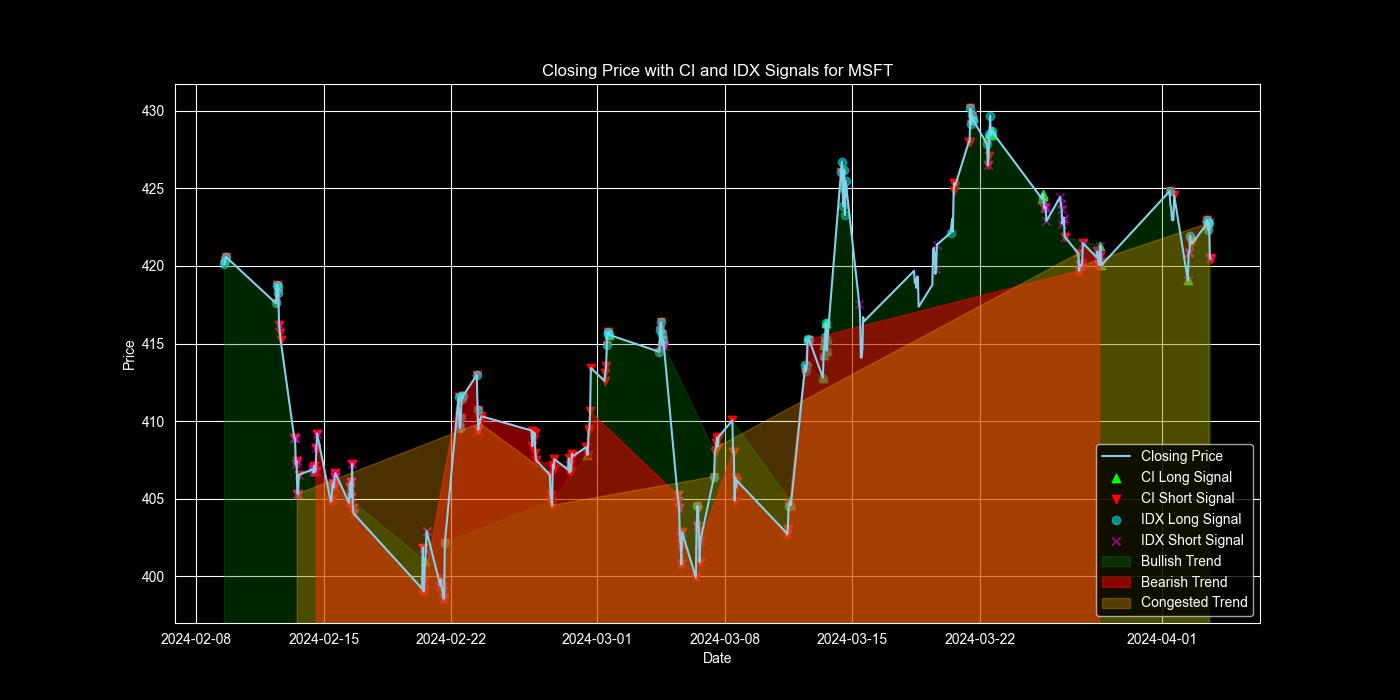 Closing Price with CI and IDX Signals for MSFT
Price
430
425
420
415
410
405
400
Closing Price
CI Long Signal
CI Short Signal
IDX Long Signal
IDX Short Signal
Bullish Trend
Bearish Trend
Congested Trend
2024-02-08
2024-02-15
2024-02-22
2024-03-01
2024-03-08
2024-03-15
2024-03-22
2024-04-01
Date